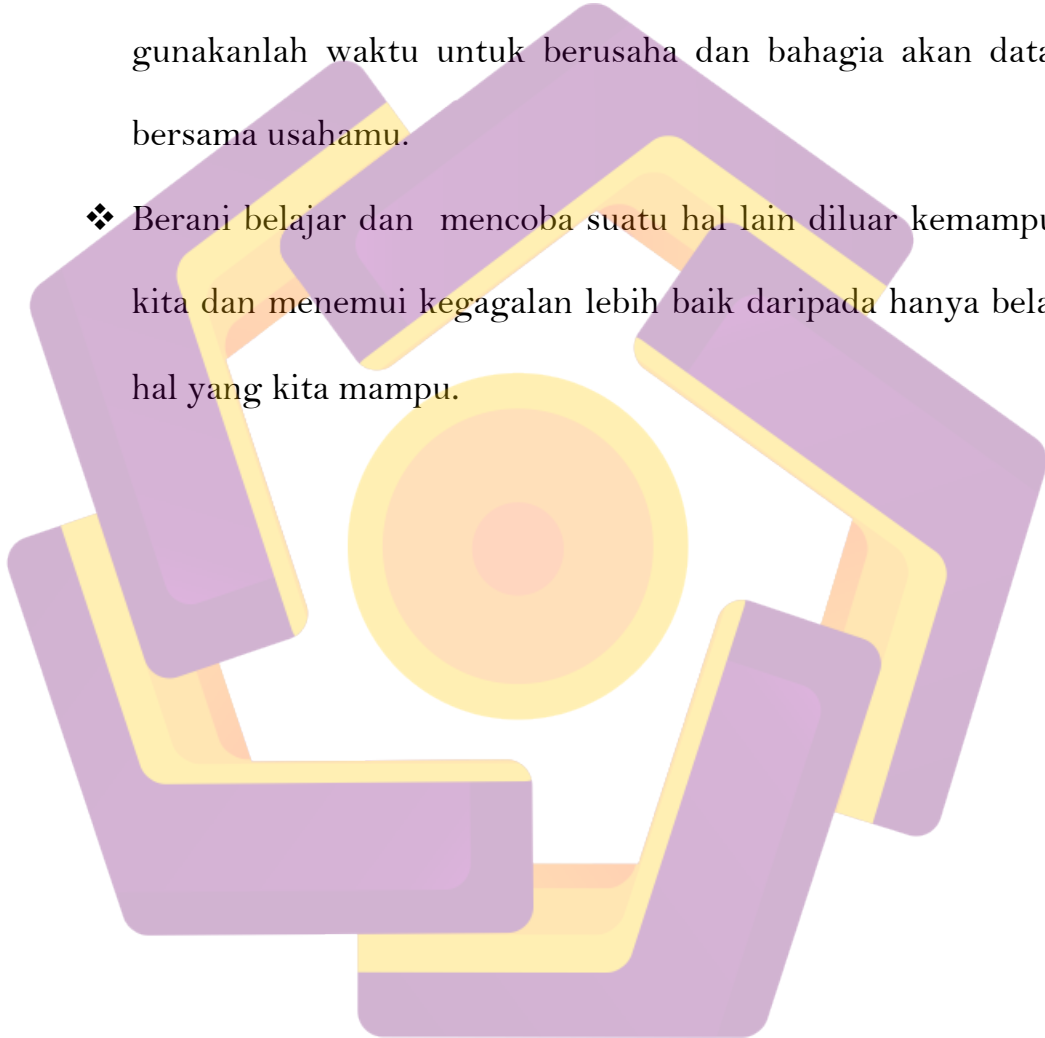 gunakanlah waktu untuk berusaha dan bahagia akan data
bersama usahamu.
❖ Berani belajar dan mencoba suatu hal lain diluar kemampu
kita dan menemui kegagalan lebih baik daripada hanya bela
hal yang kita mampu.